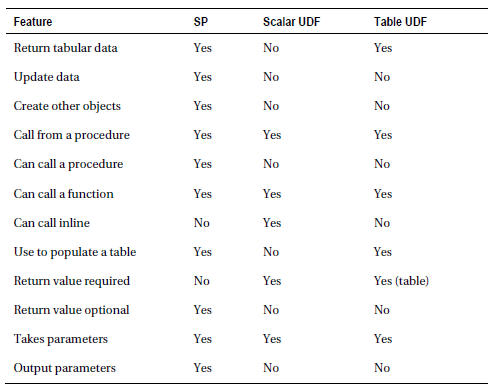 Feature SP Scalar UDF Table UDF
Return tabular data Yes No Yes
Update data Yes No No
Create other objects Yes No No
Call from a procedure Yes Yes Yes
Can call a procedure Yes No No
Can call a function Yes Yes Yes
Can call inline No Yes No
Use to populate a table Yes No Yes
Return value required No Yes Yes (table)
Return value optional Yes No No
Takes parameters Yes Yes Yes
Output parameters Yes No No